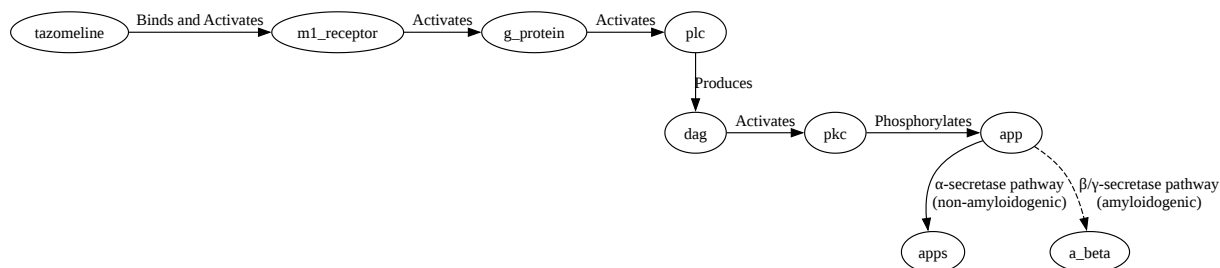 tazomeline
Binds and Activates
m1_receptor
Activates
g_protein
Activates
plc
Produces
dag
Activates
pkc
Phosphorylates
app
α-secretase pathway
(non-amyloidogenic)
β/γ-secretase pathway
(amyloidogenic)
apps
a_beta